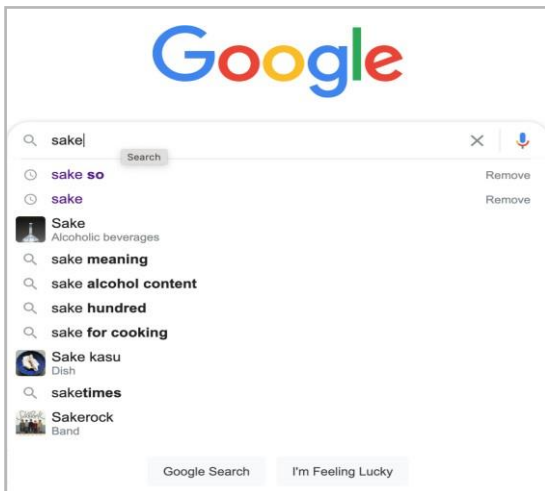 Google
sake
Search
sake so Remove
sake Remove
Sake
Alcoholic beverages
sake meaning
sake alcohol content
sake hundred
sake for cooking
Sake kasu
Dish
saketimes
Sakerock
Band
Google Search I'm Feeling Lucky